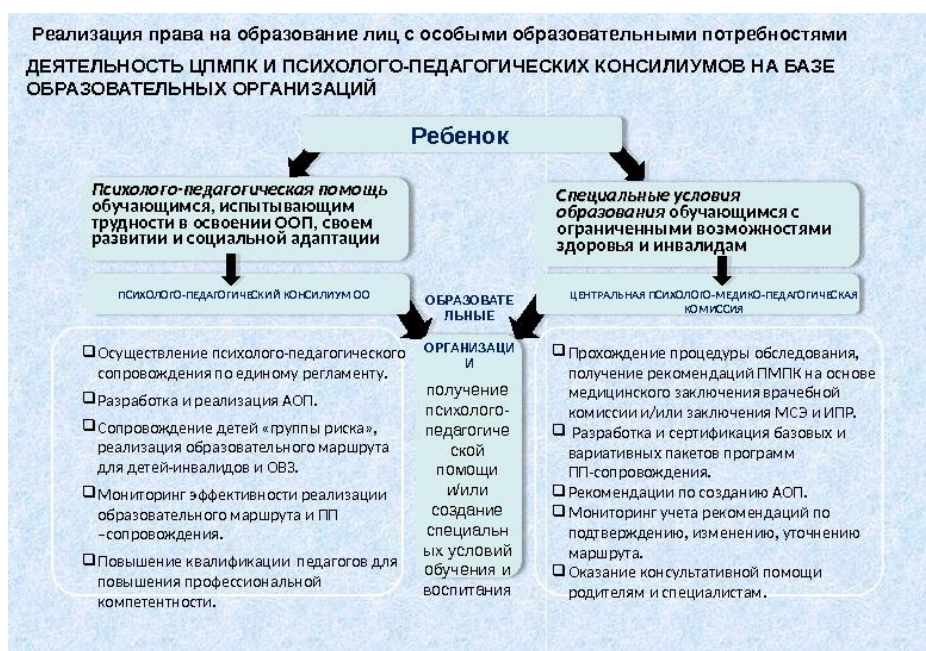 Реализация права на образование лиц с особыми образовательными потребностями
ДЕЯТЕЛЬНОСТЬ ЦПМПК И ПСИХОЛОГО-ПЕДАГОГИЧЕСКИХ КОНСИЛИУМОВ НА БАЗЕ
ОБРАЗОВАТЕЛЬНЫХ ОРГАНИЗАЦИЙ
Ребенок
Психолого-педагогическая помощь
обучающимся, испытывающим
трудности в освоении ООП, своем
развитии и социальной адаптации
ПСИХОЛОГО-ПЕДАГОГИЧЕСКИЙ КОНСИЛИУМ ОО
Осуществление психолого-педагогического
сопровождения по единому регламенту.
Разработка и реализация АОП.
Сопровождение детей «группы риска»,
реализация образовательного маршрута
для детей-инвалидов и ОВЗ.
Мониторинг эффективности реализации
образовательного маршрута и ПП
–сопровождения.
Повышение квалификации педагогов для
повышения профессиональной
компетентности.
ОБРАЗОВАТЕ
ЛЬНЫЕ
ОРГАНИЗАЦИ
И
получение
психолого-
педагогиче
ской
помощи
и/или
создание
специальн
ых условий
обучения и
воспитания
Специальные условия
образования обучающимся с
ограниченными возможностями
здоровья и инвалидам
ЦЕНТРАЛЬНАЯ ПСИХОЛОГО-МЕДИКО-ПЕДАГОГИЧЕСКАЯ
КОМИССИЯ
Прохождение процедуры обследования,
получение рекомендаций ПМПК на основе
медицинского заключения врачебной
комиссии и/или заключения МСЭ и ИПР.
Разработка и сертификация базовых и
вариативных пакетов программ
ПП-сопровождения.
Рекомендации по созданию АОП.
Мониторинг учета рекомендаций по
подтверждению, изменению, уточнению
маршрута.
Оказание консультативной помощи
родителям и специалистам.